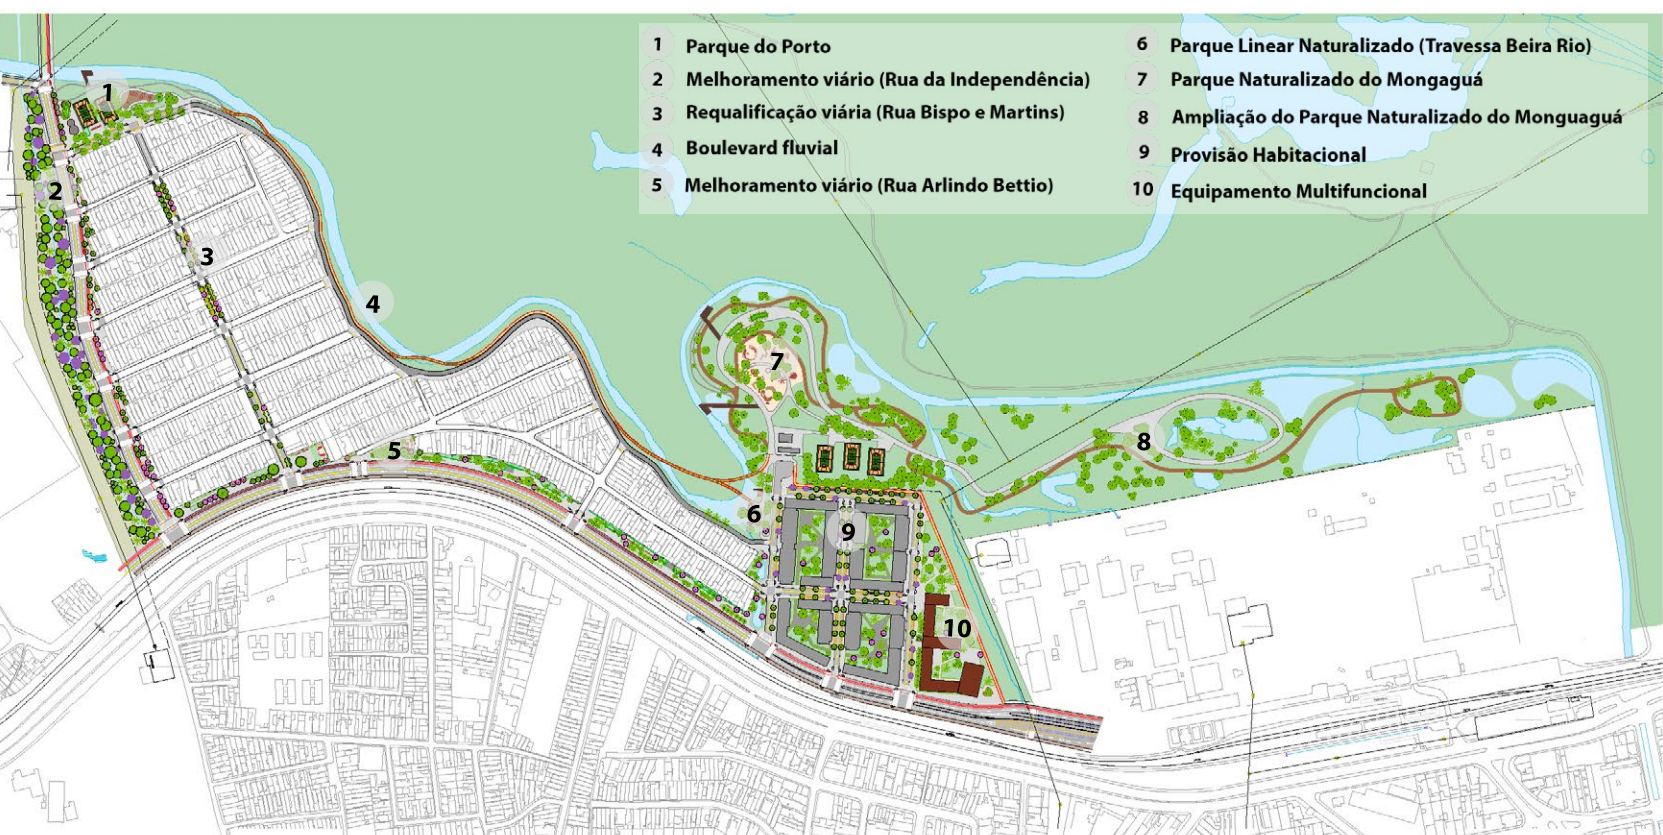 1 Parque do Porto
2 Melhoramento viário (Rua da Independência)
3 Requalificação viária (Rua Bispo e Martins)
4 Boulevard fluvial
5 Melhoramento viário (Rua Arlindo Bettio)
6 Parque Linear Naturalizado (Travessa Beira Rio)
7 Parque Naturalizado do Mongaguá
8 Ampliação do Parque Naturalizado do Monguaguá
9 Provisão Habitacional
10 Equipamento Multifuncional
1
2
3
4
5
6
7
8
9
10